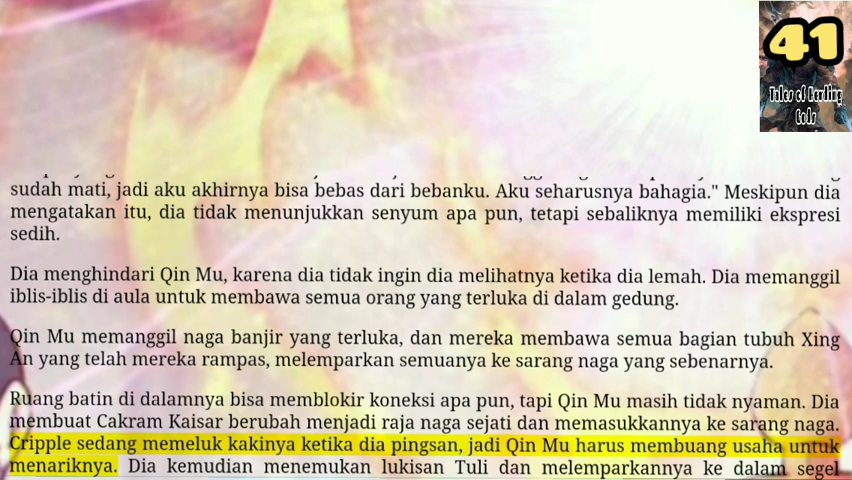 41
Tales of Herding
Gods
sudah mati, jadi aku akhirnya bisa bebas dari bebanku. Aku seharusnya bahagia." Meskipun dia
mengatakan itu, dia tidak menunjukkan senyum apa pun, tetapi sebaliknya memiliki ekspresi
sedih.
Dia menghindari Qin Mu, karena dia tidak ingin dia melihatnya ketika dia lemah. Dia memanggil
iblis-iblis di aula untuk membawa semua orang yang terluka di dalam gedung.
Qin Mu memanggil naga banjir yang terluka, dan mereka membawa semua bagian tubuh Xing
An yang telah mereka rampas, melemparkan semuanya ke sarang naga yang sebenarnya.
Ruang batin di dalamnya bisa memblokir koneksi apa pun, tapi Qin Mu masih tidak nyaman. Dia
membuat Cakram Kaisar berubah menjadi raja naga sejati dan memasukkannya ke sarang naga.
Cripple sedang memeluk kakinya ketika dia pingsan, jadi Qin Mu harus membuang usaha untuk
menariknya. Dia kemudian menemukan lukisan Tuli dan melemparkannya ke dalam segel